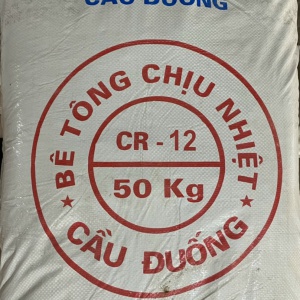 CẦU ĐUỐNG
BÊ TÔNG CHỊU NHIỆT
CR - 12
50 Kg
★ CẦU ĐUỐNG ★